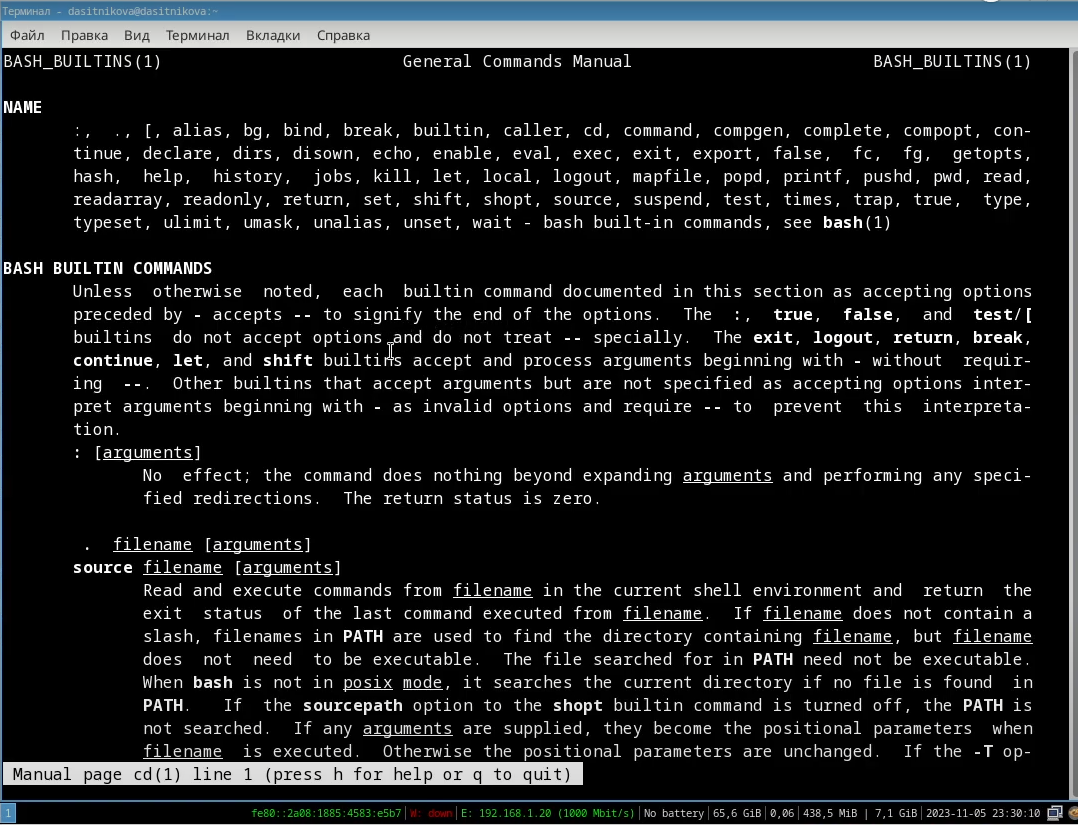 Терминал - dasitnikova@dasitnikova:~
Файл Правка Вид Терминал Вкладки Справка
BASH_BUILTINS(1) General Commands Manual BASH_BUILTINS(1)
NAME
:, ., [, alias, bg, bind, break, builtin, caller, cd, command, compgen, complete, compopt, con-
tinue, declare, dirs, disown, echo, enable, eval, exec, exit, export, false, fc, fg, getopts,
hash, help, history, jobs, kill, let, local, logout, mapfile, popd, printf, pushd, pwd, read,
readarray, readonly, return, set, shift, shopt, source, suspend, test, times, trap, true, type,
typeset, ulimit, umask, unalias, unset, wait - bash built-in commands, see bash(1)
BASH BUILTIN COMMANDS
Unless otherwise noted, each builtin command documented in this section as accepting options
preceded by - accepts -- to signify the end of the options. The :, true, false, and test/[
builtins do not accept options and do not treat -- specially. The exit, logout, return, break,
continue, let, and shift builtins accept and process arguments beginning with - without requir-
ing --. Other builtins that accept arguments but are not specified as accepting options inter-
pret arguments beginning with - as invalid options and require -- to prevent this interpreta-
tion.
: [arguments]
No effect; the command does nothing beyond expanding arguments and performing any speci-
fied redirections. The return status is zero.
. filename [arguments]
source filename [arguments]
Read and execute commands from filename in the current shell environment and return the
exit status of the last command executed from filename. If filename does not contain a
slash, filenames in PATH are used to find the directory containing filename, but filename
does not need to be executable. The file searched for in PATH need not be executable.
When bash is not in posix mode, it searches the current directory if no file is found in
PATH. If the sourcepath option to the shopt builtin command is turned off, the PATH is
not searched. If any arguments are supplied, they become the positional parameters when
filename is executed. Otherwise the positional parameters are unchanged. If the -T op-
Manual page cd(1) line 1 (press h for help or q to quit)
1 fe80::2a08:1885:4583:e5b7 | W: down | E: 192.168.1.20 (1000 Mbit/s) | No battery | 65,6 GiB | 0,06 | 438,5 MiB | 7,1 GiB | 2023-11-05 23:30:10